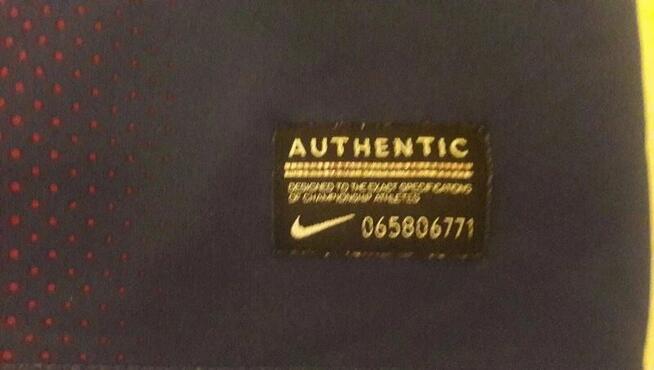 AUTHENTIC
DESIGNED TO THE EXACT SPECIFICATIONS
OF CHAMPIONSHIP ATHLETES
065806771